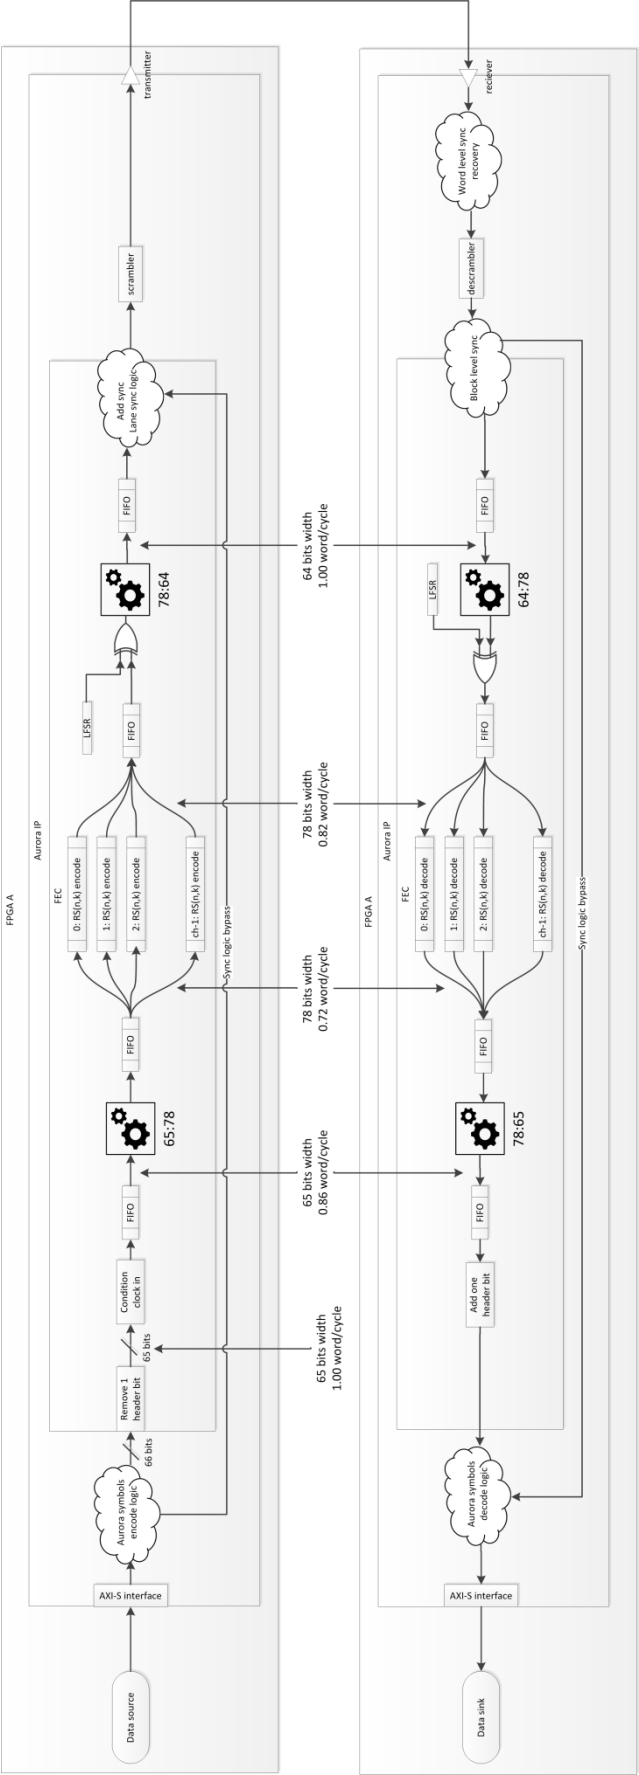 FPGA A
Aurora IP
FEC
Data source
AXI-S interface
Aurora symbols
encode logic
66 bits
Remove 1
header bit
65 bits
Condition
clock in
FIFO
65:78
FIFO
0: RS(n,k) encode
1: RS(n,k) encode
2: RS(n,k) encode
ch-1: RS(n,k) encode
FIFO
LFSR
78:64
FIFO
Add sync
Lane sync logic
scrambler
transmitter
Sync logic bypass
65 bits width
1.00 word/cycle
65 bits width
0.86 word/cycle
78 bits width
0.72 word/cycle
78 bits width
0.82 word/cycle
64 bits width
1.00 word/cycle
FPGA A
Aurora IP
FEC
reciever
Word level sync
recovery
descrambler
Block level sync
FIFO
LFSR
64:78
FIFO
0: RS(n,k) decode
1: RS(n,k) decode
2: RS(n,k) decode
ch-1: RS(n,k) decode
FIFO
78:65
FIFO
Add one
header bit
Aurora symbols
decode logic
AXI-S interface
Data sink
Sync logic bypass